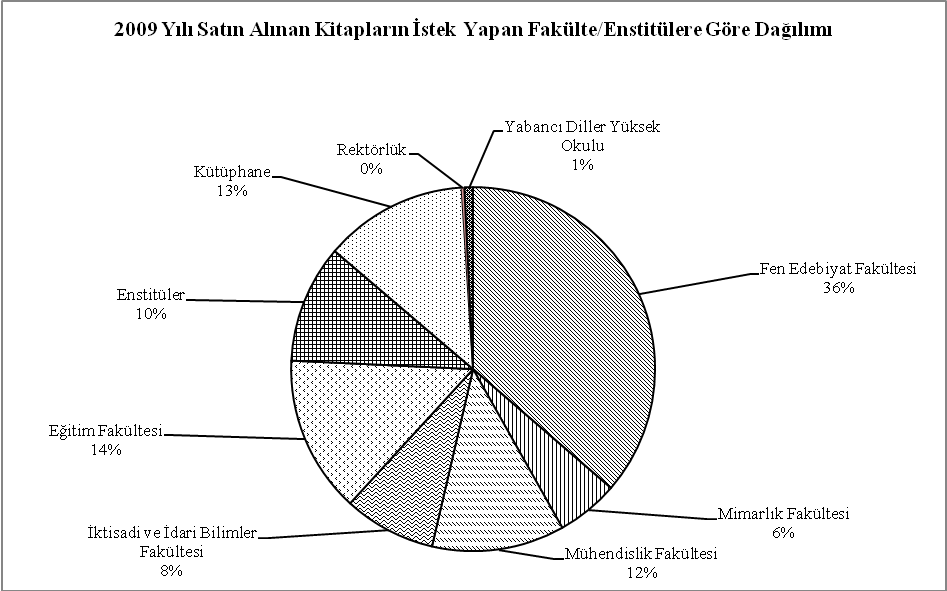 2009 Yılı Satın Alınan Kitapların İstek Yapan Fakülte/Enstitülere Göre Dağılımı
Yabancı Diller Yüksek
Okulu
1%
Rektörlük
0%
Kütüphane
13%
Fen Edebiyat Fakültesi
36%
Enstitüler
10%
Eğitim Fakültesi
14%
Mimarlık Fakültesi
6%
İktisadi ve İdari Bilimler
Fakültesi
8%
Mühendislik Fakültesi
12%